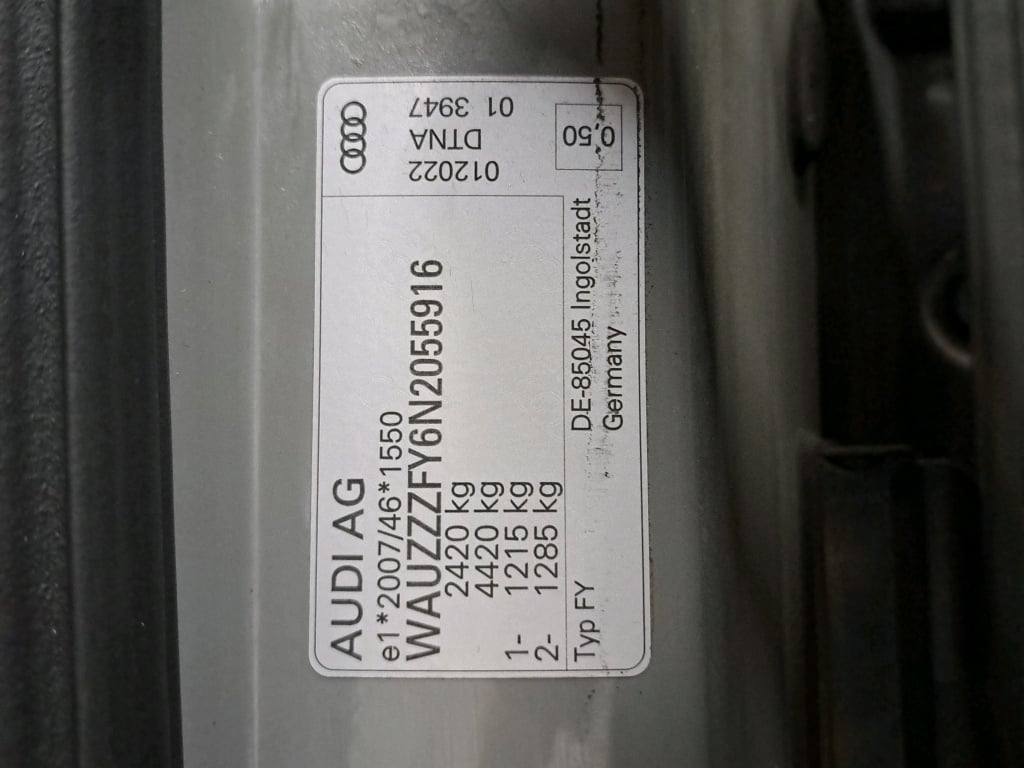 AUDI AG
e1*2007/46*1550
WAUZZZFY6N2055916
2420 kg
4420 kg
1- 1215 kg
2- 1285 kg
Typ FY
DE-85045 Ingolstadt
Germany
012022
DTNA
01 3947
0,50